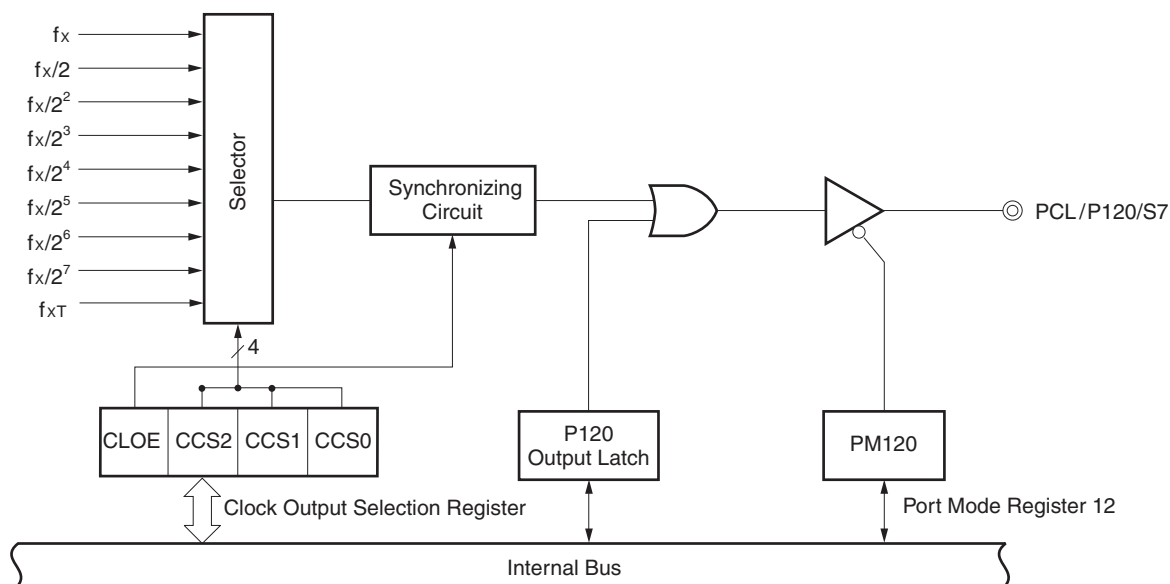 fX
fX/2
fX/2²
fX/2³
fX/2⁴
fX/2⁵
fX/2⁶
fX/2⁷
fXT
Selector
Synchronizing
Circuit
PCL/P120/S7
4
CLOE CCS2 CCS1 CCS0
P120
Output Latch
PM120
Clock Output Selection Register
Port Mode Register 12
Internal Bus